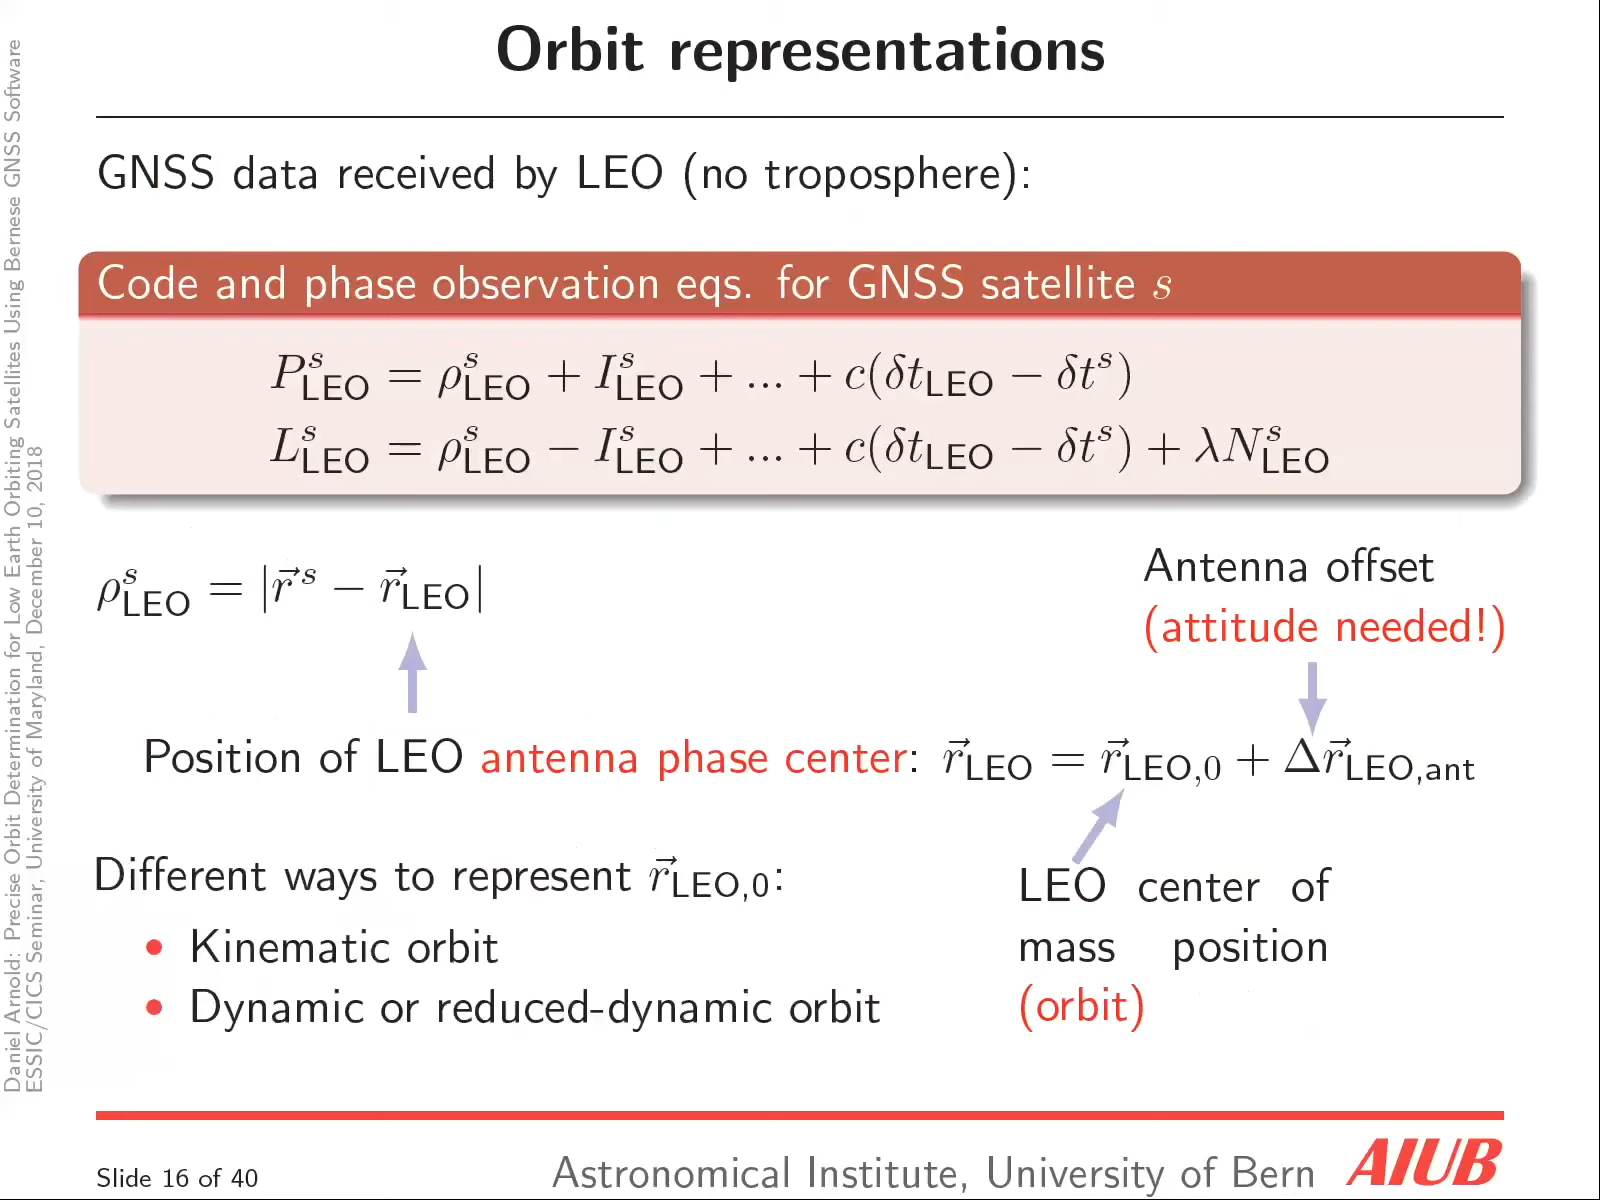 Orbit representations
GNSS data received by LEO (no troposphere):
Code and phase observation eqs. for GNSS satellite s
P^s_LEO = ρ^s_LEO + I^s_LEO + ... + c(δt_LEO − δt^s)
L^s_LEO = ρ^s_LEO − I^s_LEO + ... + c(δt_LEO − δt^s) + λN^s_LEO
ρ^s_LEO = |r⃗^s − r⃗_LEO|
Antenna offset
(attitude needed!)
Position of LEO antenna phase center: r⃗_LEO = r⃗_LEO,0 + Δr⃗_LEO,ant
Different ways to represent r⃗_LEO,0:
• Kinematic orbit
• Dynamic or reduced-dynamic orbit
LEO center of
mass position
(orbit)
Slide 16 of 40
Astronomical Institute, University of Bern
AIUB
Daniel Arnold: Precise Orbit Determination for Low Earth Orbiting Satellites Using Bernese GNSS Software
ESSIC/CICS Seminar, University of Maryland, December 10, 2018